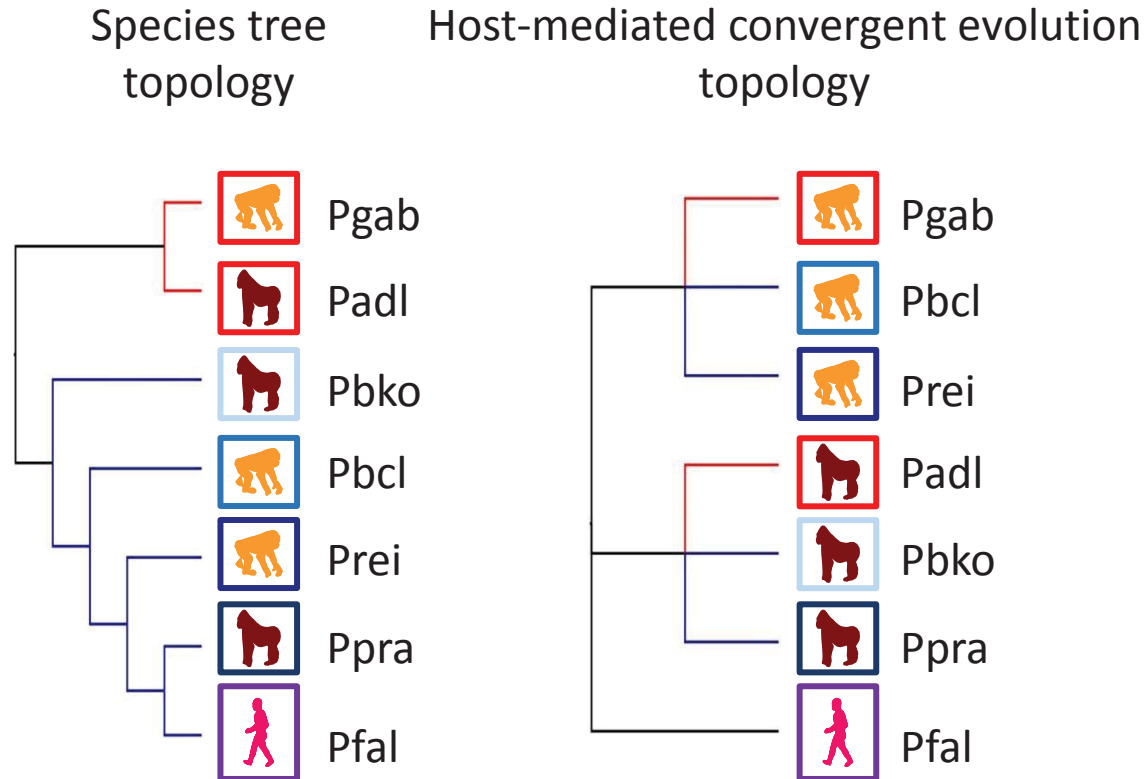 Species tree
topology
Pgab
Padl
Pbko
Pbcl
Prei
Ppra
Pfal
Host-mediated convergent evolution
topology
Pgab
Pbcl
Prei
Padl
Pbko
Ppra
Pfal